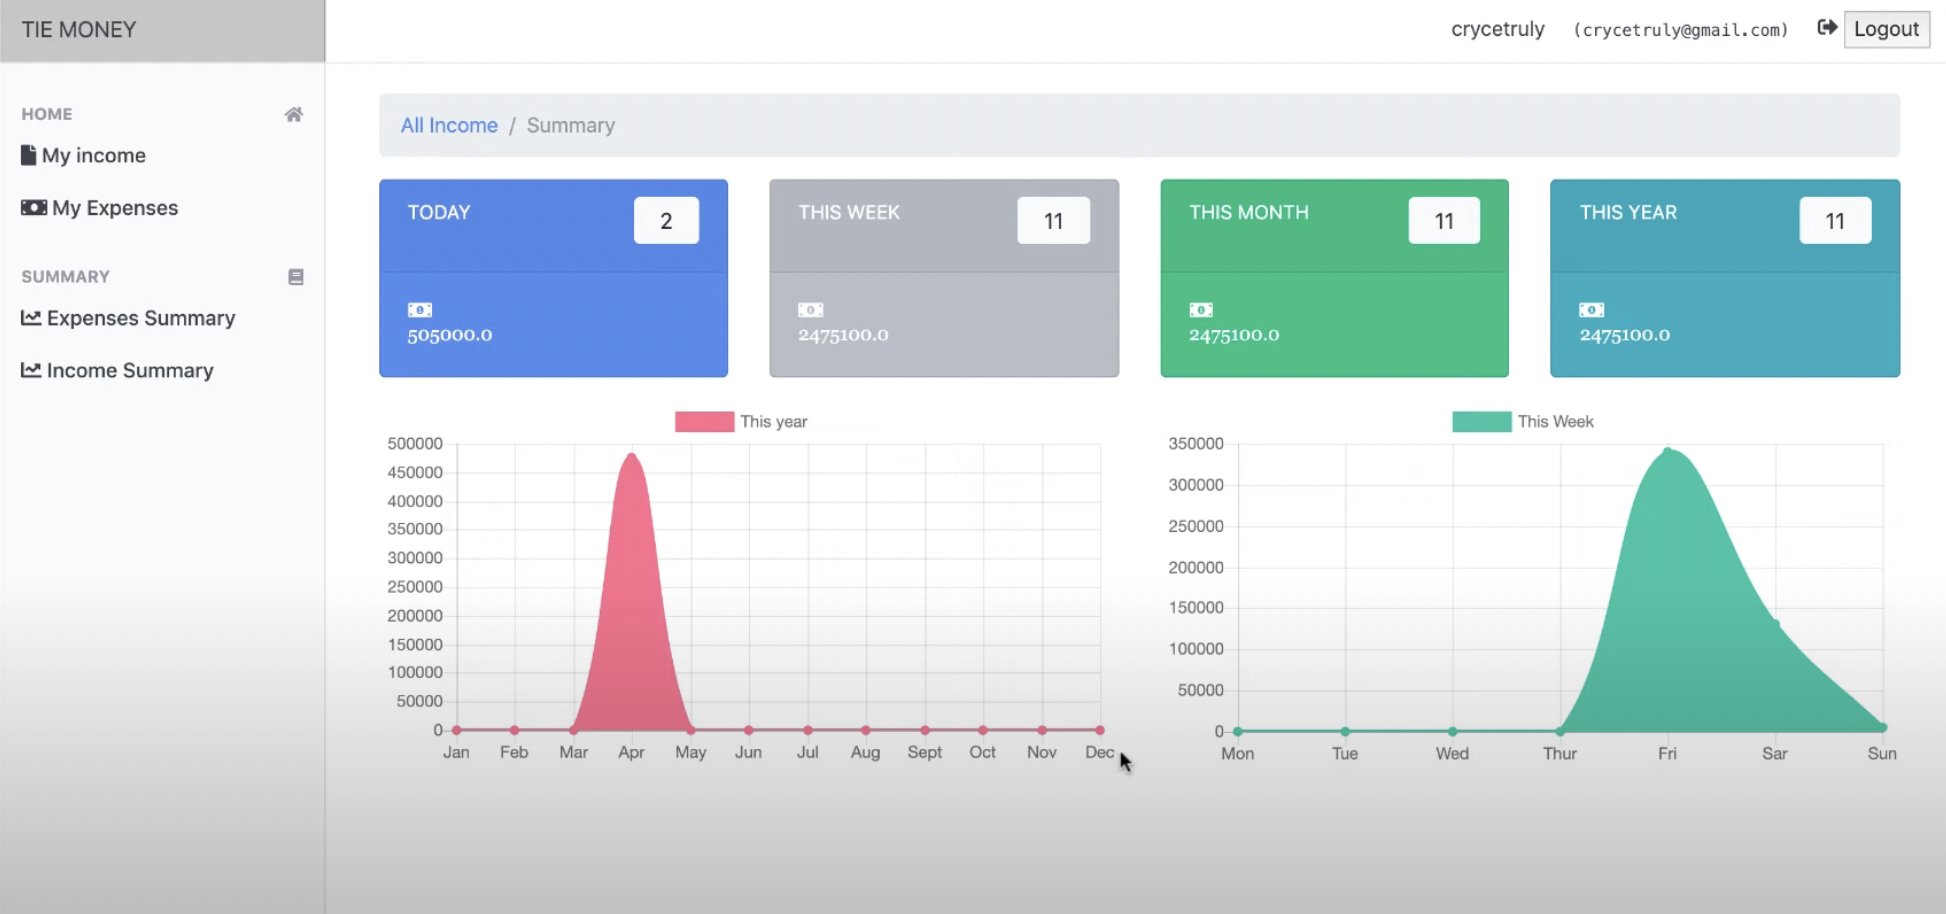 TIE MONEY
crycetruly (crycetruly@gmail.com) Logout
HOME
My income
My Expenses
SUMMARY
Expenses Summary
Income Summary
All Income / Summary
TODAY 2
505000.0
THIS WEEK 11
2475100.0
THIS MONTH 11
2475100.0
THIS YEAR 11
2475100.0
This year
500000
450000
400000
350000
300000
250000
200000
150000
100000
50000
0
Jan Feb Mar Apr May Jun Jul Aug Sept Oct Nov Dec
This Week
350000
300000
250000
200000
150000
100000
50000
0
Mon Tue Wed Thur Fri Sar Sun